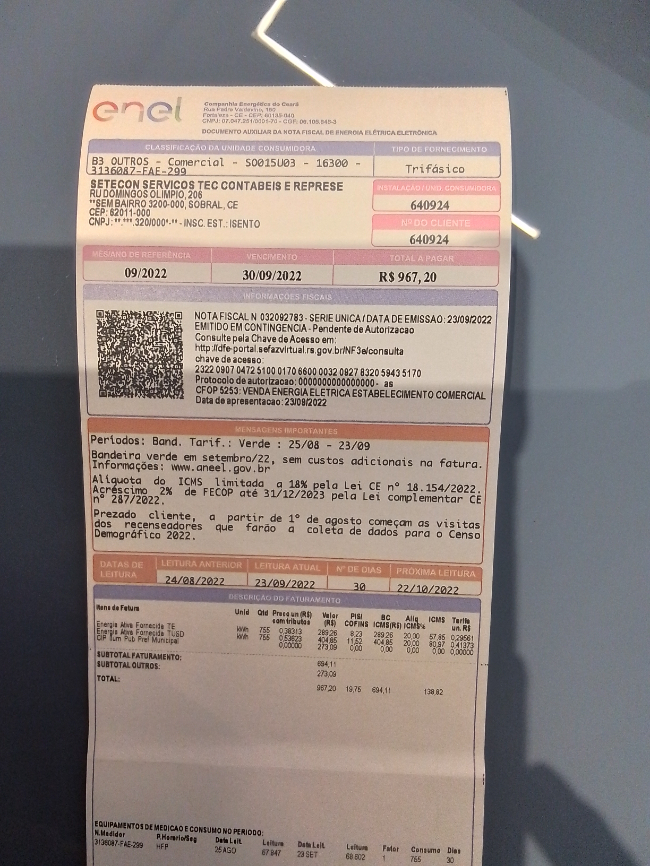 enel
Companhia Energética do Ceará
Rua Padre Valdevino, 150
Fortaleza - CE - CEP: 60135-040
CNPJ: 07.047.251/0001-70 - CGF: 06.105.848-3
DOCUMENTO AUXILIAR DA NOTA FISCAL DE ENERGIA ELÉTRICA ELETRÔNICA
CLASSIFICAÇÃO DA UNIDADE CONSUMIDORA
TIPO DE FORNECIMENTO
B3 OUTROS - Comercial - S0015U03 - 16300 -
3136087-FAE-299
Trifásico
SETECON SERVICOS TEC CONTABEIS E REPRESE
RU DOMINGOS OLIMPIO, 206
**SEM BAIRRO 3200-000, SOBRAL, CE
CEP: 62011-000
CNPJ: **.***.320/000*-** - INSC. EST.: ISENTO
INSTALAÇÃO / UNID. CONSUMIDORA
640924
Nº DO CLIENTE
640924
MES/ANO DE REFERÊNCIA
VENCIMENTO
TOTAL A PAGAR
09/2022
30/09/2022
R$ 967,20
INFORMAÇÕES FISCAIS
NOTA FISCAL N 032092783 - SERIE UNICA / DATA DE EMISSAO: 23/09/2022
EMITIDO EM CONTINGENCIA - Pendente de Autorizacao
Consulte pela Chave de Acesso em:
http://dfe-portal.sefazvirtual.rs.gov.br/NF3e/consulta
chave de acesso:
2322 0907 0472 5100 0170 6600 0032 0927 8320 5943 5170
Protocolo de autorizacao: 0000000000000000 - as
CFOP 5253: VENDA ENERGIA ELETRICA ESTABELECIMENTO COMERCIAL
Data de apresentacao: 23/09/2022
MENSAGENS IMPORTANTES
Períodos: Band. Tarif.: Verde : 25/08 - 23/09
Bandeira verde em setembro/22, sem custos adicionais na fatura.
Informações: www.aneel.gov.br
Alíquota do ICMS limitada a 18% pela Lei CE nº 18.154/2022.
Acréscimo 2% de FECOP até 31/12/2023 pela Lei complementar CE
nº 287/2022.
Prezado cliente, a partir de 1º de agosto começam as visitas
dos recenseadores que farão a coleta de dados para o Censo
Demográfico 2022.
DATAS DE LEITURA
LEITURA ANTERIOR
LEITURA ATUAL
Nº DE DIAS
PRÓXIMA LEITURA
24/08/2022
23/09/2022
30
22/10/2022
DESCRIÇÃO DO FATURAMENTO
Itens de Fatura Unid Qtd Preço un (R$) com tributos Valor (R$) PIS/ COFINS BC ICMS(R$) Alíq ICMS% ICMS Tarifa un. R$
Energia Ativa Fornecida TE kWh 755 0,38313 289,26 8,23 289,26 20,00 57,85 0,29561
Energia Ativa Fornecida TUSD kWh 755 0,53623 404,85 11,52 404,85 20,00 80,97 0,41373
CIP Ilum Pub Pref Municipal 0,00000 273,09 0,00 0,00 0,00 0,00 0,00000
SUBTOTAL FATURAMENTO: 694,11
SUBTOTAL OUTROS: 273,09
TOTAL: 967,20 19,75 694,11 138,82
EQUIPAMENTOS DE MEDICAO E CONSUMO NO PERIODO:
N.Medidor P.Horario/Seg Data Leit. Leitura Data Leit. Leitura Fator Consumo Dias
3136087-FAE-299 HFP 25 AGO 67.847 23 SET 68.602 1 755 30